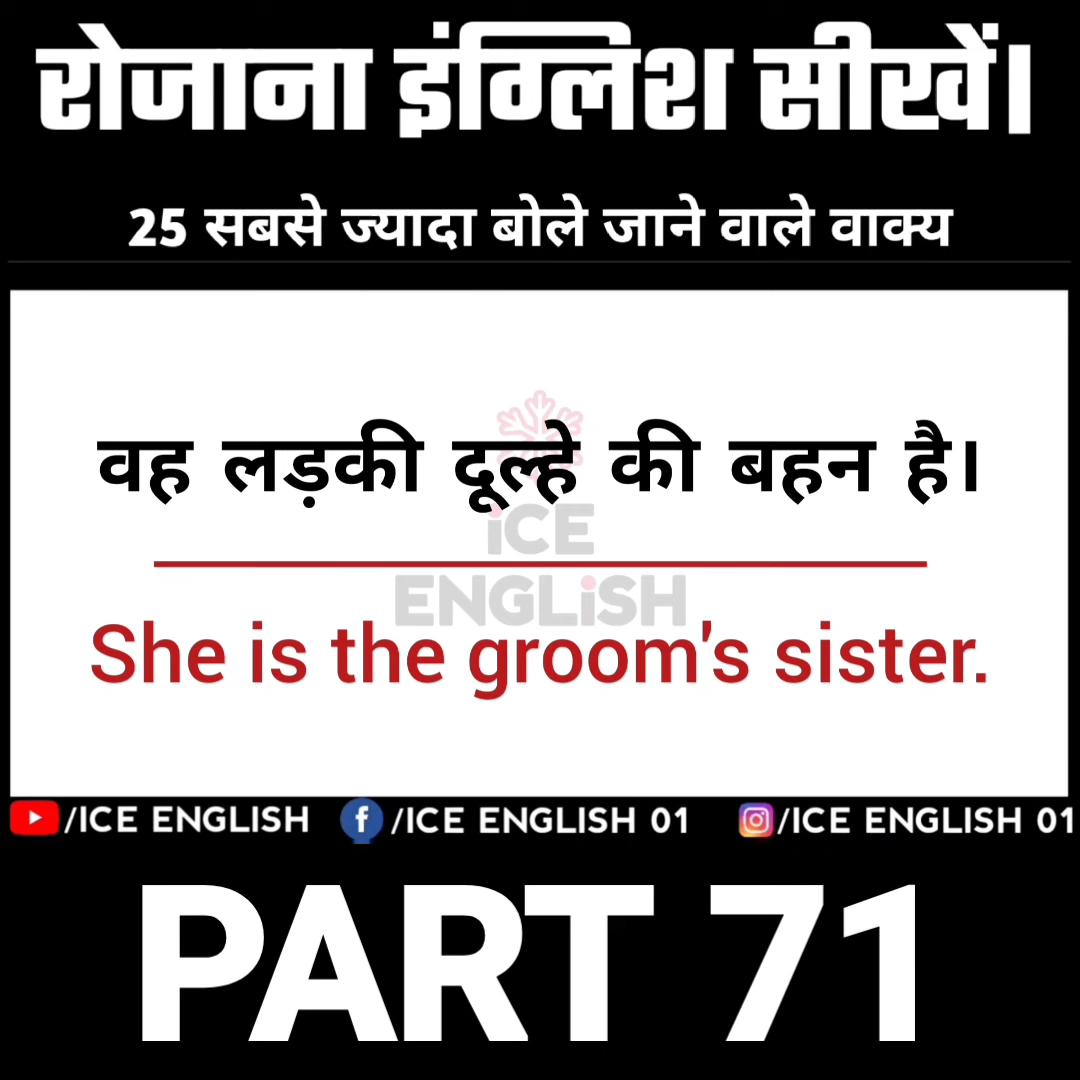 रोजाना इंग्लिश सीखें।
25 सबसे ज्यादा बोले जाने वाले वाक्य
वह लड़की दूल्हे की बहन है।
iCE
ENGLiSH
She is the groom's sister.
/ICE ENGLISH /ICE ENGLISH 01 /ICE ENGLISH 01
PART 71